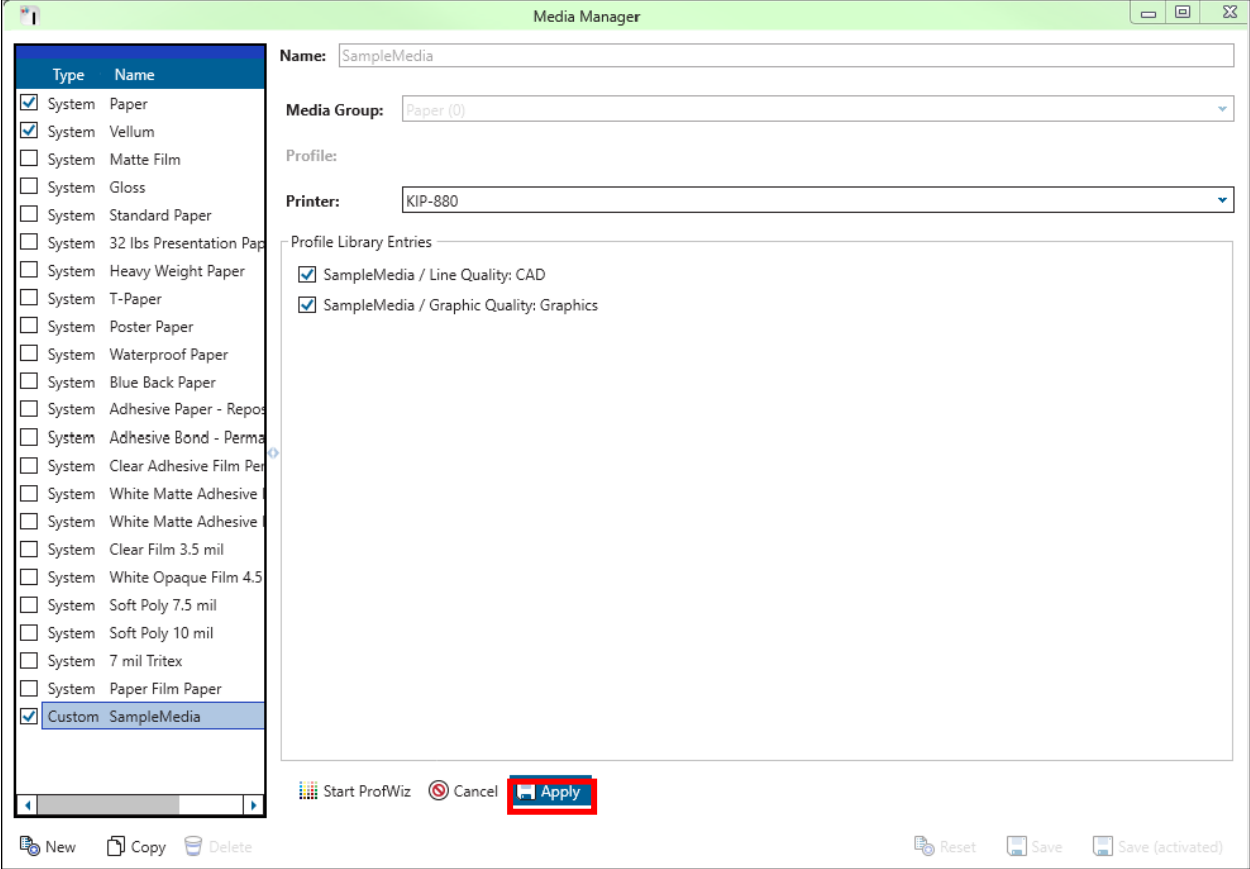 Media Manager
Type Name
System Paper
System Vellum
System Matte Film
System Gloss
System Standard Paper
System 32 lbs Presentation Pap
System Heavy Weight Paper
System T-Paper
System Poster Paper
System Waterproof Paper
System Blue Back Paper
System Adhesive Paper - Repos
System Adhesive Bond - Perma
System Clear Adhesive Film Per
System White Matte Adhesive
System White Matte Adhesive
System Clear Film 3.5 mil
System White Opaque Film 4.5
System Soft Poly 7.5 mil
System Soft Poly 10 mil
System 7 mil Tritex
System Paper Film Paper
Custom SampleMedia
Name: SampleMedia
Media Group: Paper (0)
Profile:
Printer: KIP-880
Profile Library Entries
SampleMedia / Line Quality: CAD
SampleMedia / Graphic Quality: Graphics
Start ProfWiz Cancel Apply
New Copy Delete Reset Save Save (activated)